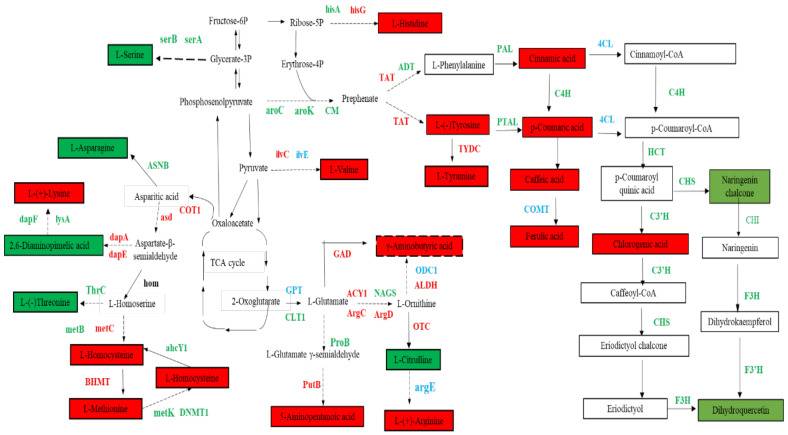 Fructose-6P
Ribose-5P
hisA
hisG
L-Histidine
serB
serA
L-Serine
Glycerate-3P
Erythrose-4P
Phosphosenolpyruvate
aroC
aroK
CM
Prephenate
ADT
TAT
TAT
L-Phenylalanine
PAL
Cinnamic acid
4CL
Cinnamoyl-CoA
C4H
C4H
L-(-)-Tyrosine
PTAL
p-Coumaric acid
4CL
p-Coumaroyl-CoA
TYDC
L-Tyramine
Caffeic acid
COMT
Ferulic acid
HCT
p-Coumaroyl
quinic acid
CHS
Naringenin
chalcone
C3'H
CHI
Chlorogenic acid
Naringenin
C3'H
Caffeoyl-CoA
F3H
CHS
Dihydrokaempferol
Eriodictyol chalcone
F3'H
Eriodictyol
F3H
Dihydroquercetin
L-Asparagine
ASNB
Pyruvate
ilvC
ilvE
L-Valine
L-(+)-Lysine
Aspartic acid
dapF
lysA
asd
COT1
Oxaloacetate
2,6-Diaminopimelic acid
dapA
dapE
Aspartate-β-
semialdehyde
TCA cycle
hom
GAD
γ-Aminobutyric acid
ODC1
ALDH
L-(-)Threonine
ThrC
L-Homoserine
2-Oxoglutarate
GPT
CLT1
L-Glutamate
ACY1
NAGS
ArgC
ArgD
L-Ornithine
metB
metC
OTC
L-Homocysteine
ahcY1
ProB
L-Glutamate γ-semialdehyde
L-Citrulline
BHMT
L-Homocysteine
PutB
argE
L-Methionine
metK
DNMT1
5-Aminopentanoic acid
L-(+)-Arginine